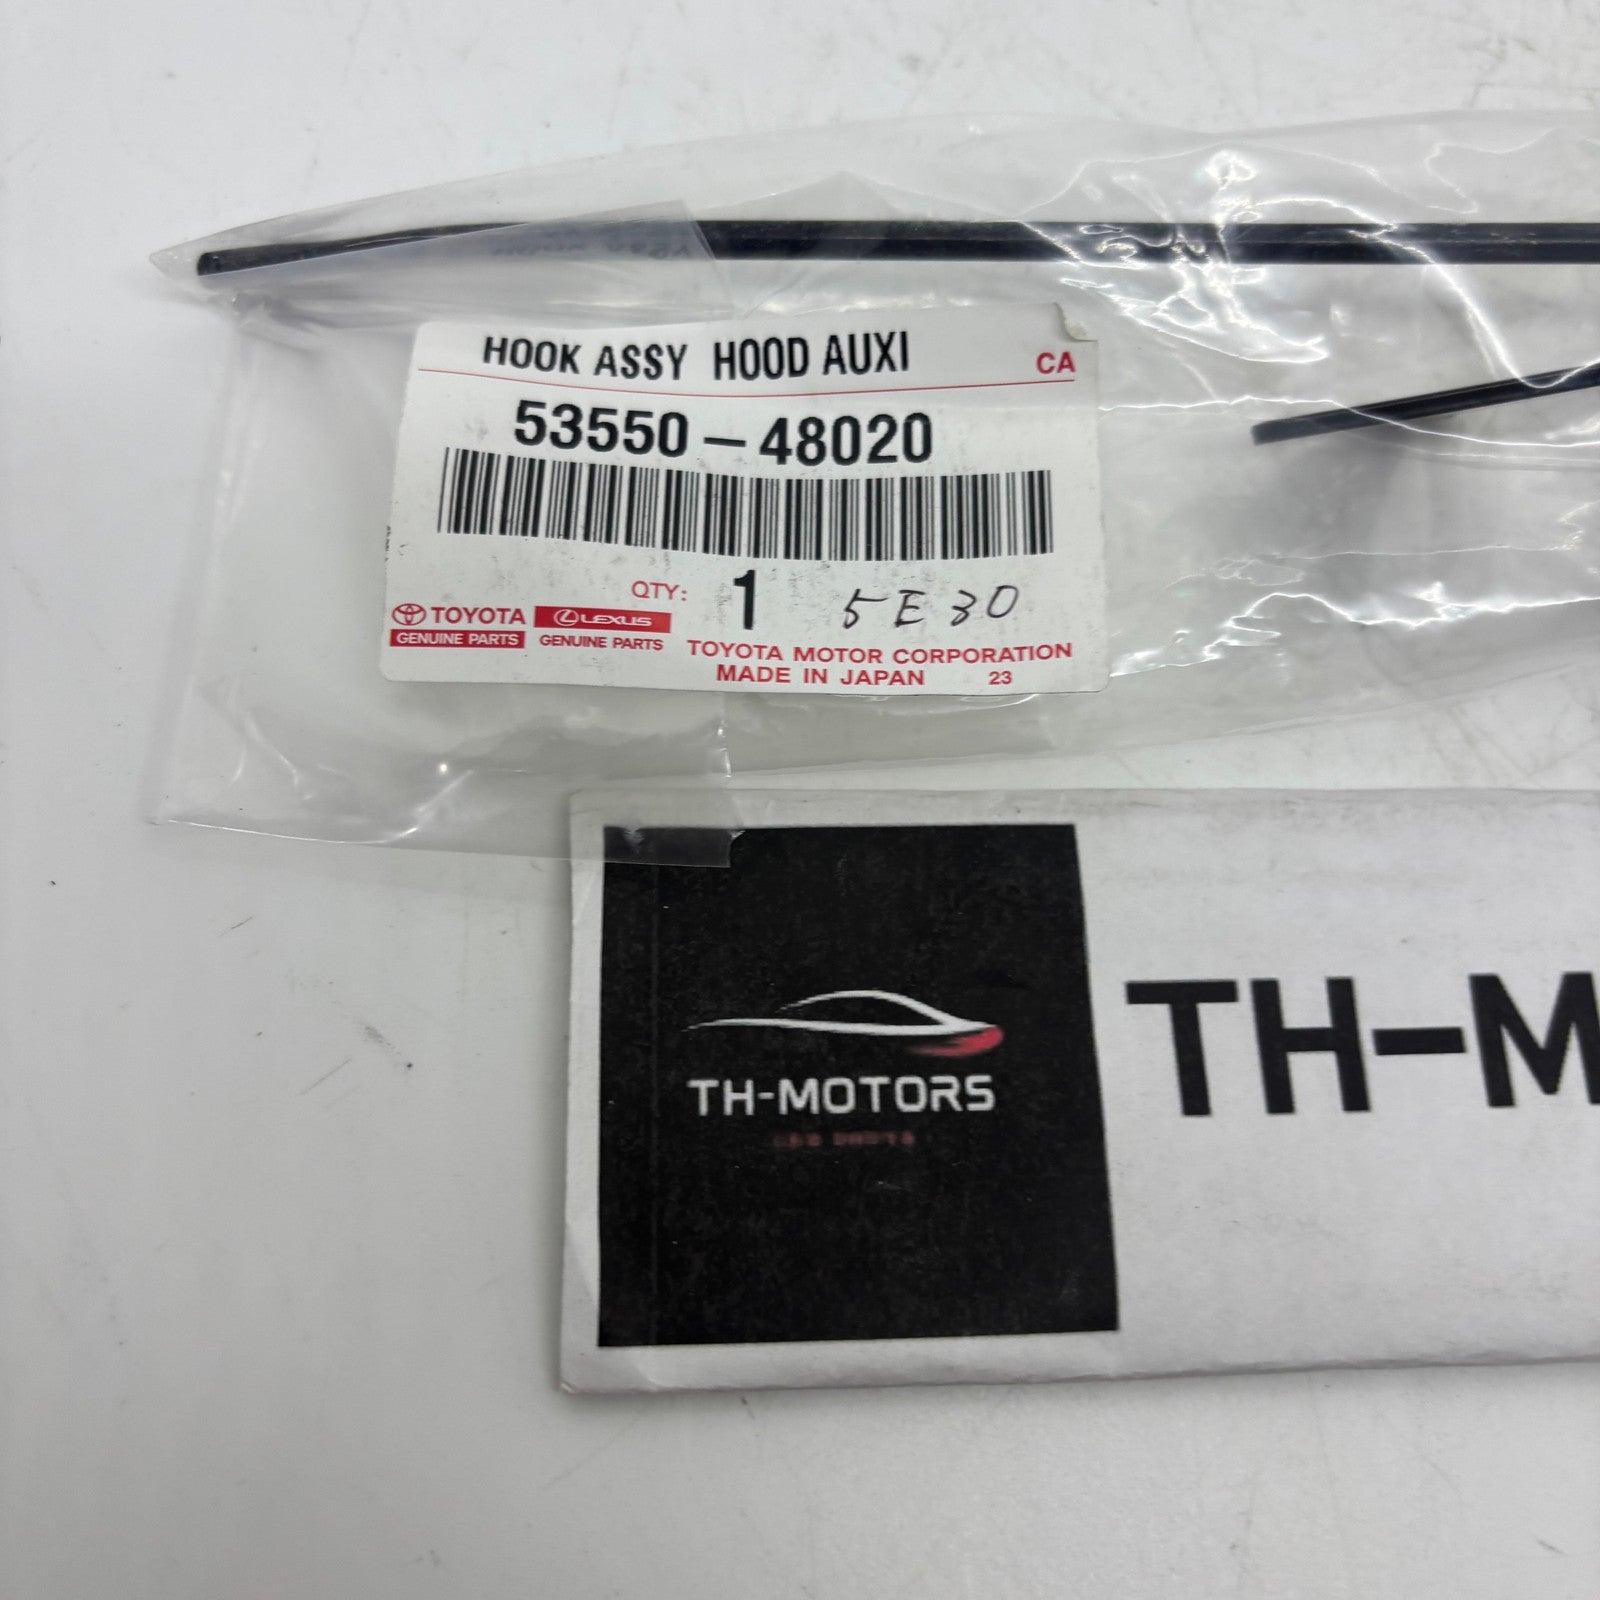 HOOK ASSY HOOD AUXI
CA
53550-48020
QTY: 1 5E30
TOYOTA LEXUS
GENUINE PARTS GENUINE PARTS
TOYOTA MOTOR CORPORATION
MADE IN JAPAN 23
TH-MOTORS
TH-M